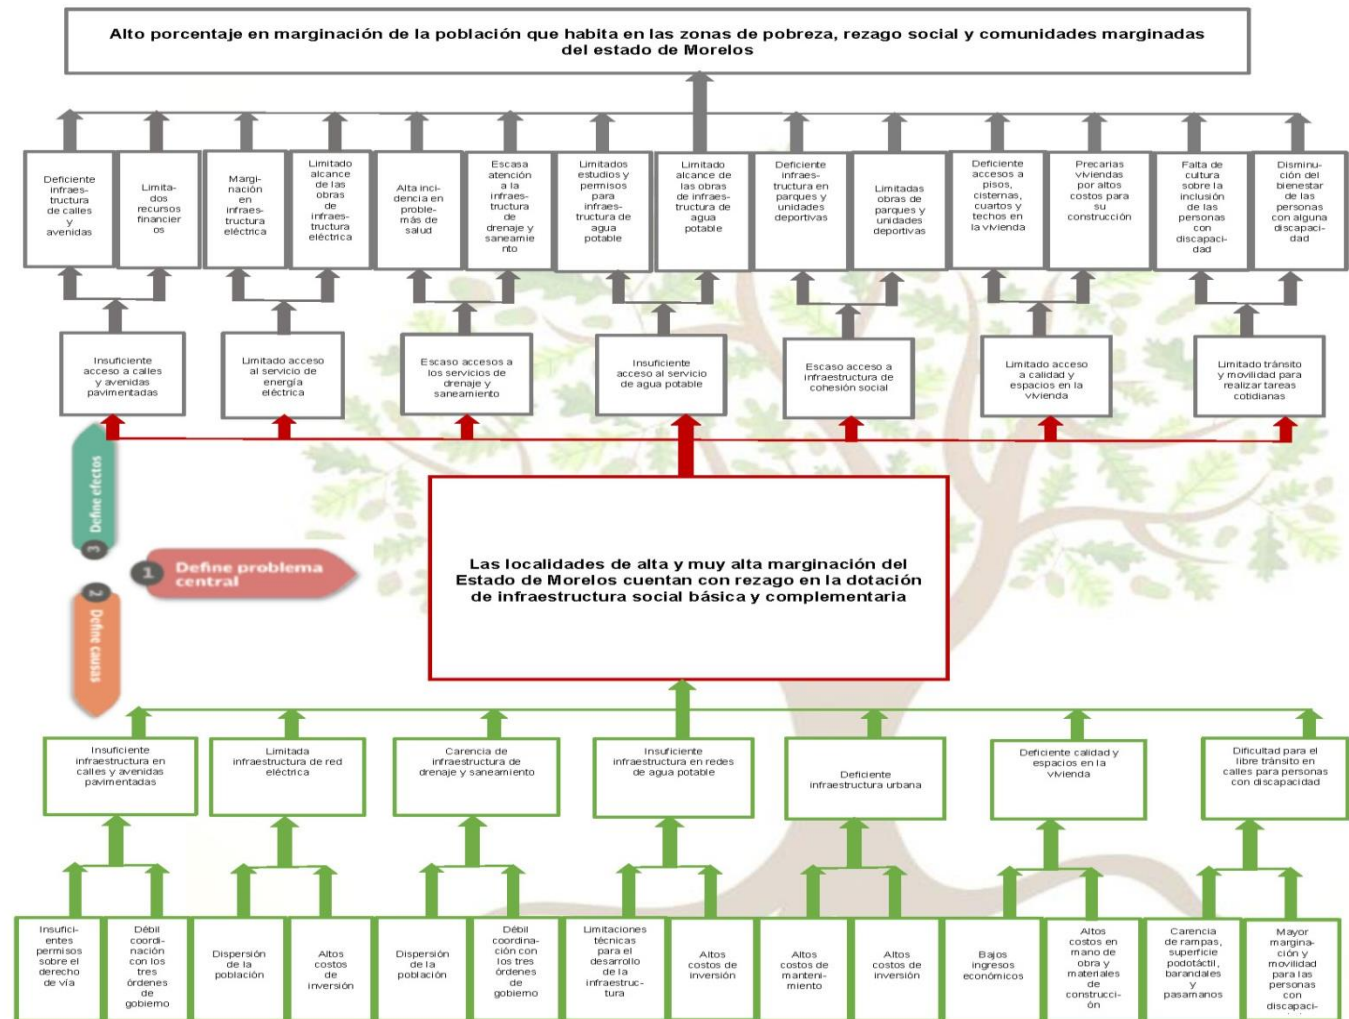 Alto porcentaje en marginación de la población que habita en las zonas de pobreza, rezago social y comunidades marginadas
del estado de Morelos
Deficiente
infraes-
tructura
de calles
y
avenidas
Limita-
dos
recursos
financier
os
Margi-
nación
en
infraes-
tructura
eléctrica
Limitado
alcance
de las
obras
de
infraes-
tructura
eléctrica
Alta inci-
dencia en
proble-
más de
salud
Escasa
atención
a la
infraes-
tructura
de
drenaje y
saneamie
nto
Limitados
estudios y
permisos
para
infraes-
tructura de
agua
potable
Limitado
alcance de
las obras
de infraes-
tructura de
agua
potable
Deficiente
infraes-
tructura en
parques y
unidades
deportivas
Limitadas
obras de
parques y
unidades
deportivas
Deficiente
accesos a
pisos,
cisternas,
cuartos y
techos en
la vivienda
Precarias
viviendas
por altos
costos para
su
construcción
Falta de
cultura
sobre la
inclusión
de las
personas
con
discapaci-
dad
Disminu-
ción del
bienestar
de las
personas
con alguna
discapaci-
dad
Insuficiente
acceso a calles
y avenidas
pavimentadas
Limitado acceso
al servicio de
energía
eléctrica
Escaso accesos a
los servicios de
drenaje y
saneamiento
Insuficiente
acceso al servicio
de agua potable
Escaso acceso a
infraestructura de
cohesión social
Limitado acceso
a calidad y
espacios en la
vivienda
Limitado tránsito
y movilidad para
realizar tareas
cotidianas
3 Define efectos
1 Define problema
central
2 Define causas
Las localidades de alta y muy alta marginación del
Estado de Morelos cuentan con rezago en la dotación
de infraestructura social básica y complementaria
Insuficiente
infraestructura en
calles y avenidas
pavimentadas
Limitada
infraestructura de red
eléctrica
Carencia de
infraestructura de
drenaje y saneamiento
Insuficiente
infraestructura en redes
de agua potable
Deficiente
infraestructura urbana
Deficiente calidad y
espacios en la
vivienda
Dificultad para el
libre tránsito en
calles para personas
con discapacidad
Insufici-
entes
permisos
sobre el
derecho
de vía
Débil
coordi-
nación
con los
tres
órdenes
de
gobierno
Dispersión
de la
población
Altos
costos
de
inversión
Dispersión
de la
población
Débil
coordina-
ción con
los tres
órdenes
de
gobierno
Limitaciones
técnicas
para el
desarrollo
de la
infraestruc-
tura
Altos
costos de
inversión
Altos
costos de
manteni-
miento
Altos
costos de
inversión
Bajos
ingresos
económicos
Altos
costos en
mano de
obra y
materiales
de
construcci-
ón
Carencia
de rampas,
superficie
podotáctil,
barandales
y
pasamanos
Mayor
margina-
ción y
movilidad
para las
personas
con
discapaci-